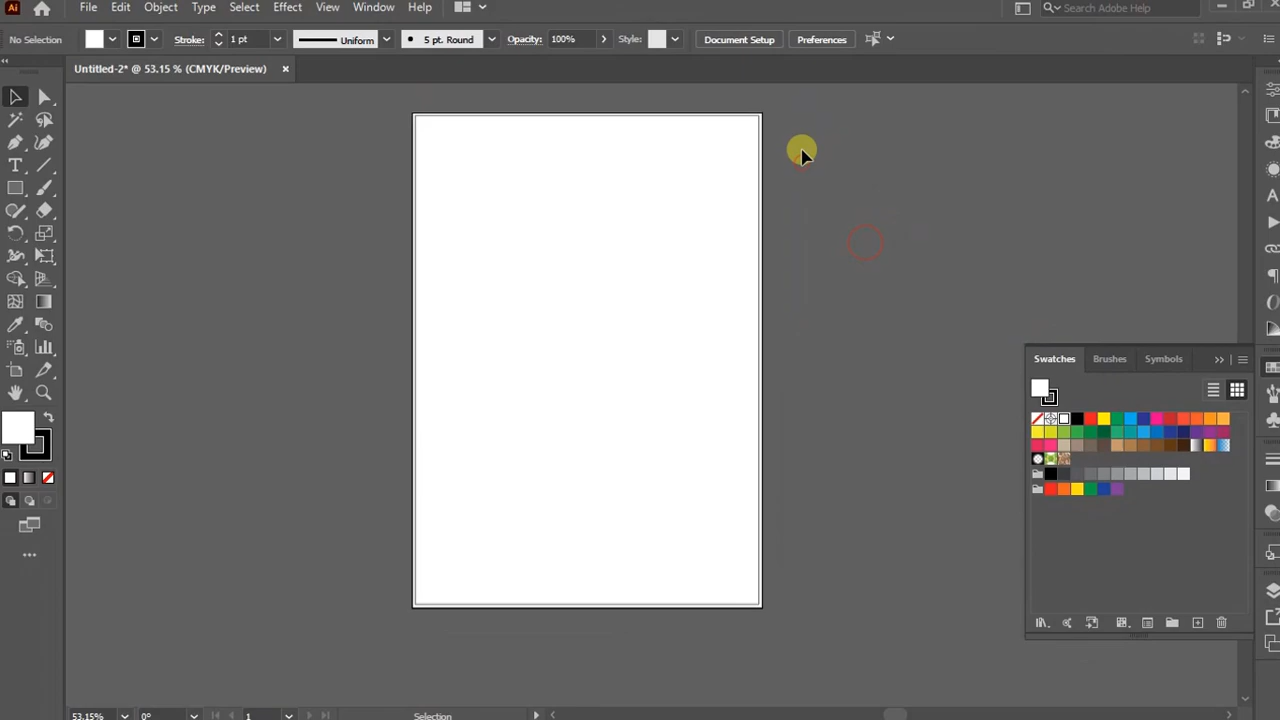 Ai File Edit Object Type Select Effect View Window Help Search Adobe Help
No Selection Stroke: 1 pt Uniform 5 pt. Round Opacity: 100% Style: Document Setup Preferences
Untitled-2* @ 53.15 % (CMYK/Preview)
Swatches Brushes Symbols
53.15% 0° 1 Selection